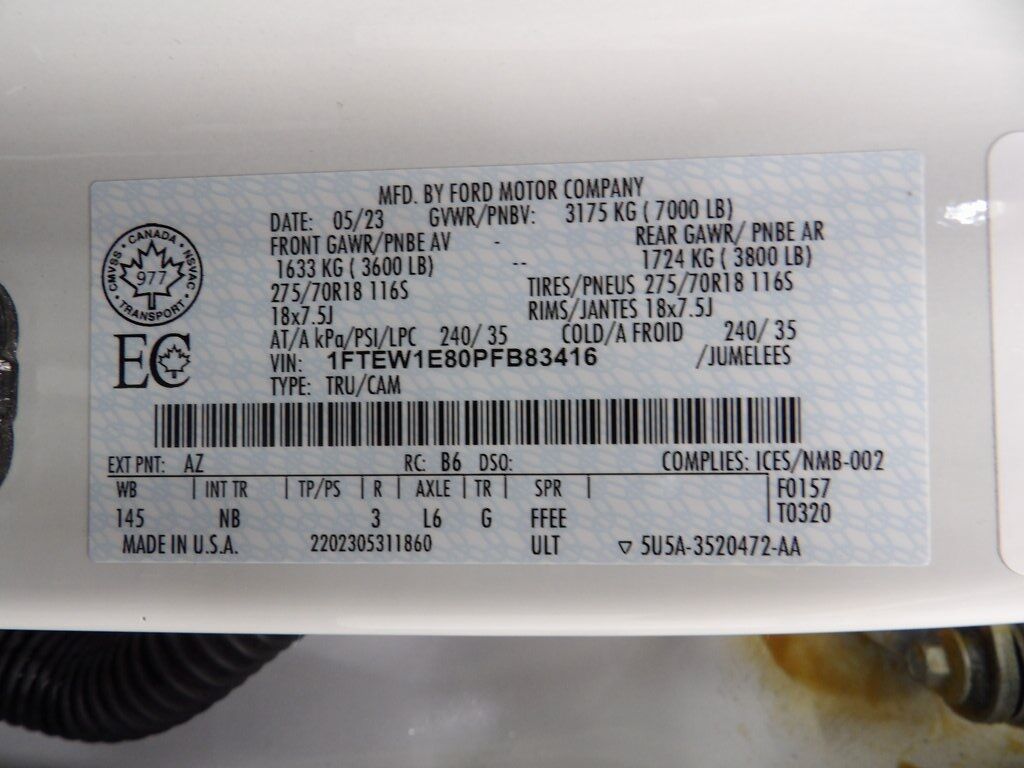 MFD. BY FORD MOTOR COMPANY
DATE: 05/23 GVWR/PNBV: 3175 KG ( 7000 LB)
FRONT GAWR/PNBE AV - REAR GAWR/ PNBE AR
1633 KG ( 3600 LB) -- 1724 KG ( 3800 LB)
275/70R18 116S TIRES/PNEUS 275/70R18 116S
18x7.5J RIMS/JANTES 18x7.5J
AT/A kPa/PSI/LPC 240/ 35 COLD/A FROID 240/ 35
VIN: 1FTEW1E80PFB83416 /JUMELEES
TYPE: TRU/CAM
CANADA • NSVAC • TRANSPORT • CMVSS •
977
EC
EXT PNT: AZ RC: B6 DSO: COMPLIES: ICES/NMB-002
WB | INT TR | TP/PS | R | AXLE | TR | SPR | F0157
145 NB 3 L6 G FFEE T0320
MADE IN U.S.A. 2202305311860 ULT ▽ 5U5A-3520472-AA